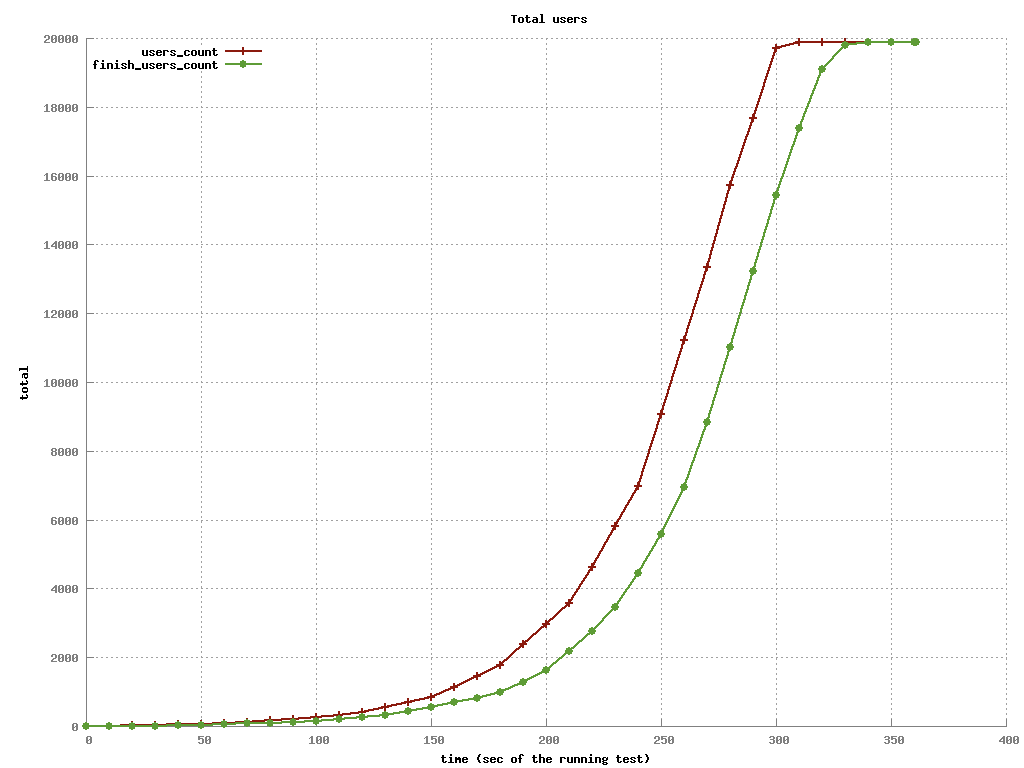 Total users
users_count
finish_users_count
20000
18000
16000
14000
12000
10000
8000
6000
4000
2000
0
total
0 50 100 150 200 250 300 350 400
time (sec of the running test)